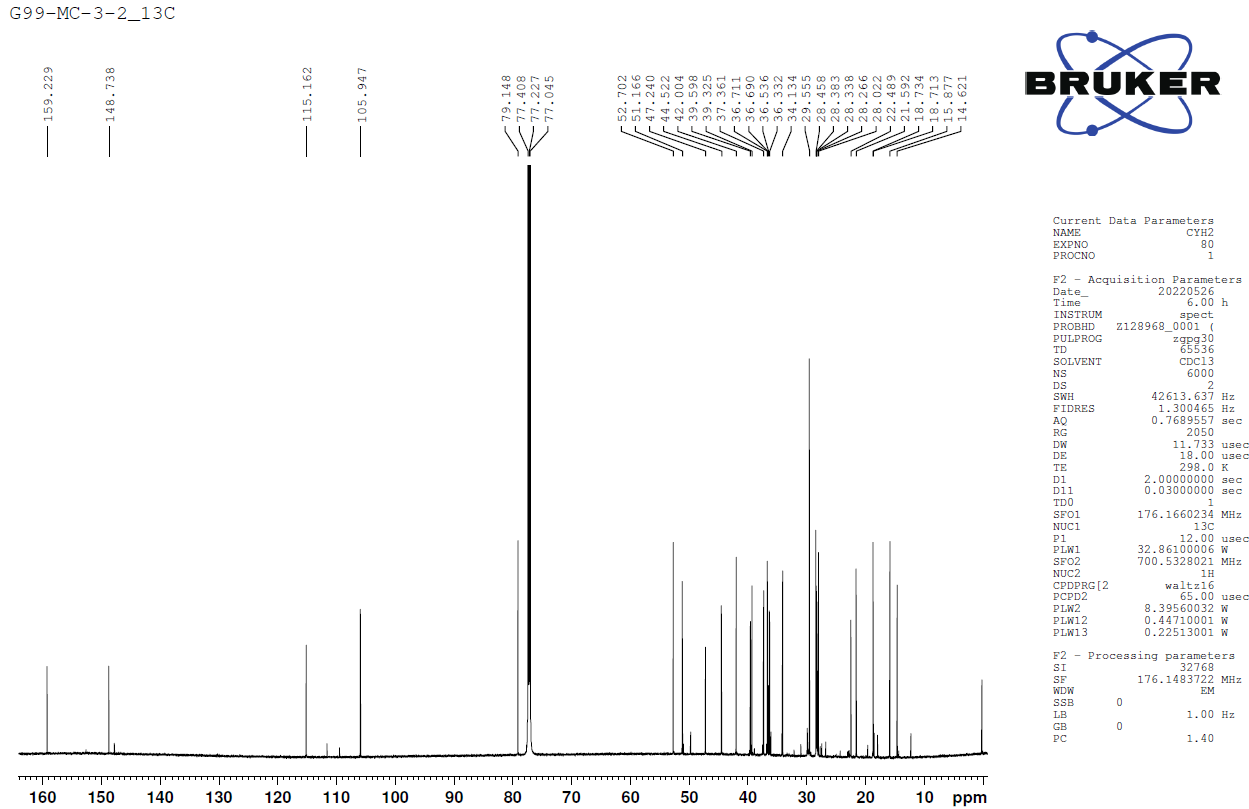 G99-MC-3-2_13C
159.229
148.738
115.162
105.947
79.148
77.408
77.227
77.045
52.702
51.166
47.240
44.522
42.004
39.598
39.325
37.361
36.711
36.690
36.536
36.332
34.134
29.555
28.458
28.383
28.338
28.266
28.022
22.489
21.592
18.734
18.713
15.877
14.621
BRUKER
Current Data Parameters
NAME CYH2
EXPNO 80
PROCNO 1
F2 - Acquisition Parameters
Date_ 20220526
Time 6.00 h
INSTRUM spect
PROBHD Z128968_0001 (
PULPROG zgpg30
TD 65536
SOLVENT CDCl3
NS 6000
DS 2
SWH 42613.637 Hz
FIDRES 1.300465 Hz
AQ 0.7689557 sec
RG 2050
DW 11.733 usec
DE 18.00 usec
TE 298.0 K
D1 2.00000000 sec
D11 0.03000000 sec
TD0 1
SFO1 176.1660234 MHz
NUC1 13C
P1 12.00 usec
PLW1 32.86100006 W
SFO2 700.5328021 MHz
NUC2 1H
CPDPRG[2 waltz16
PCPD2 65.00 usec
PLW2 8.39560032 W
PLW12 0.44710001 W
PLW13 0.22513001 W
F2 - Processing parameters
SI 32768
SF 176.1483722 MHz
WDW EM
SSB 0
LB 1.00 Hz
GB 0
PC 1.40
160 150 140 130 120 110 100 90 80 70 60 50 40 30 20 10 ppm